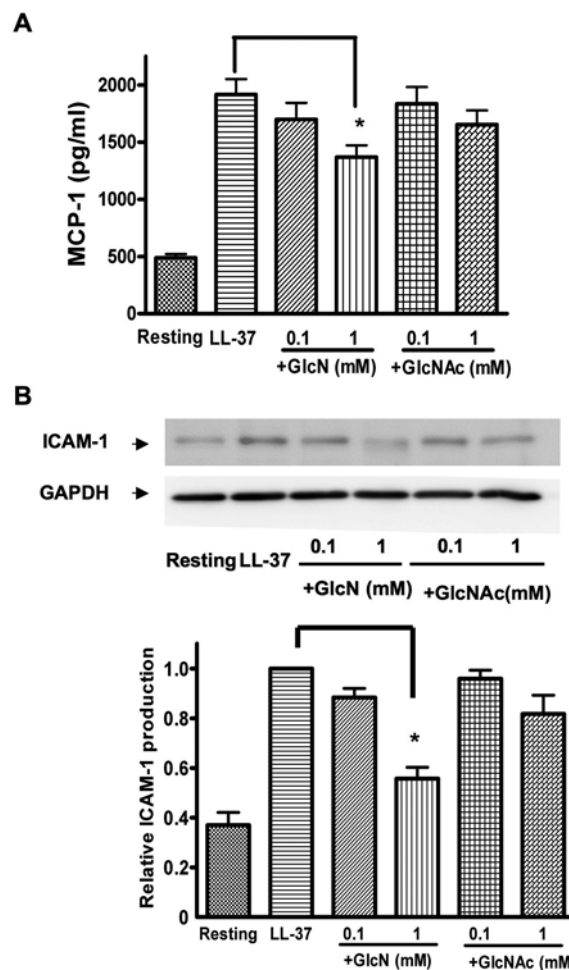 A
MCP-1 (pg/ml)
2000
1500
1000
500
0
*
Resting LL-37 0.1 1 0.1 1
+GlcN (mM) +GlcNAc (mM)
B
ICAM-1
GAPDH
Resting LL-37 0.1 1 0.1 1
+GlcN (mM) +GlcNAc(mM)
Relative ICAM-1 production
1.0
0.8
0.6
0.4
0.2
0
*
Resting LL-37 0.1 1 0.1 1
+GlcN (mM) +GlcNAc (mM